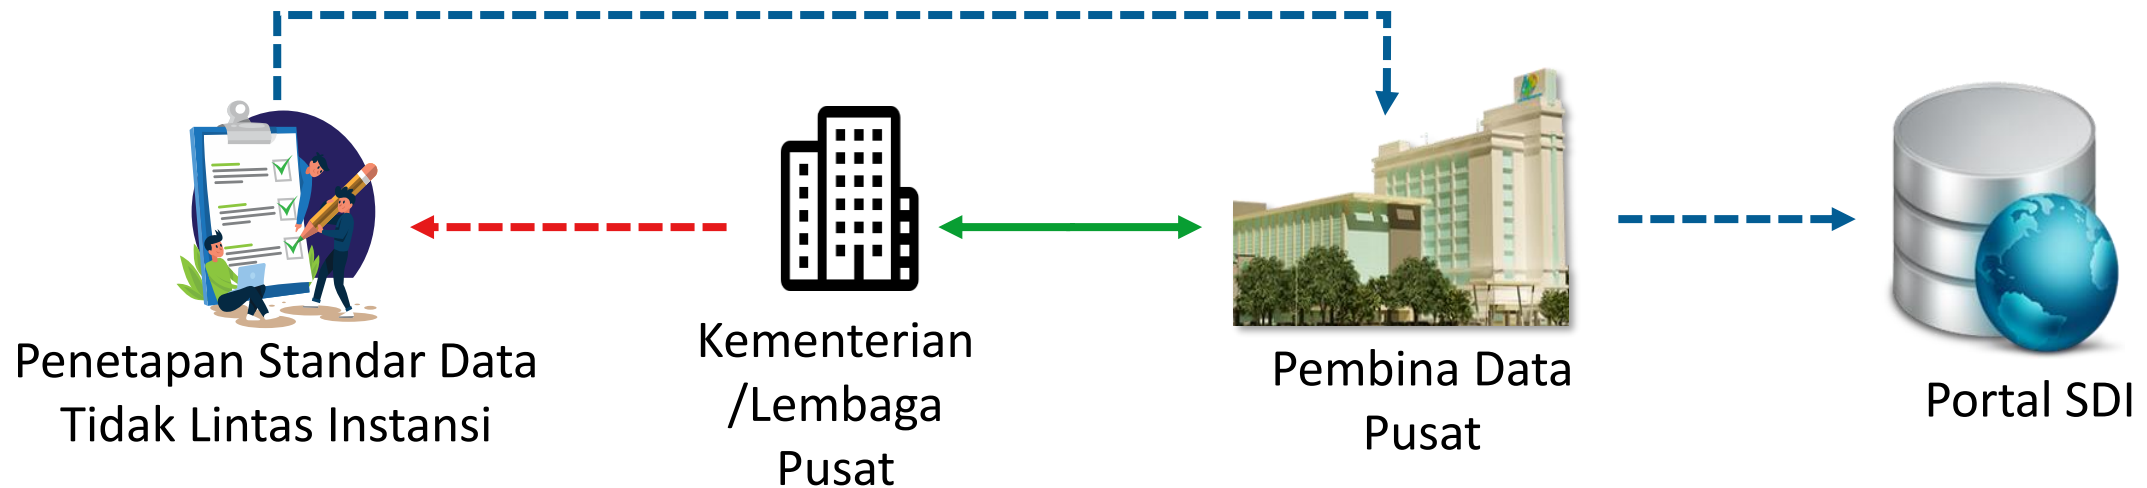 Penetapan Standar Data
Tidak Lintas Instansi
Kementerian
/Lembaga
Pusat
Pembina Data
Pusat
Portal SDI